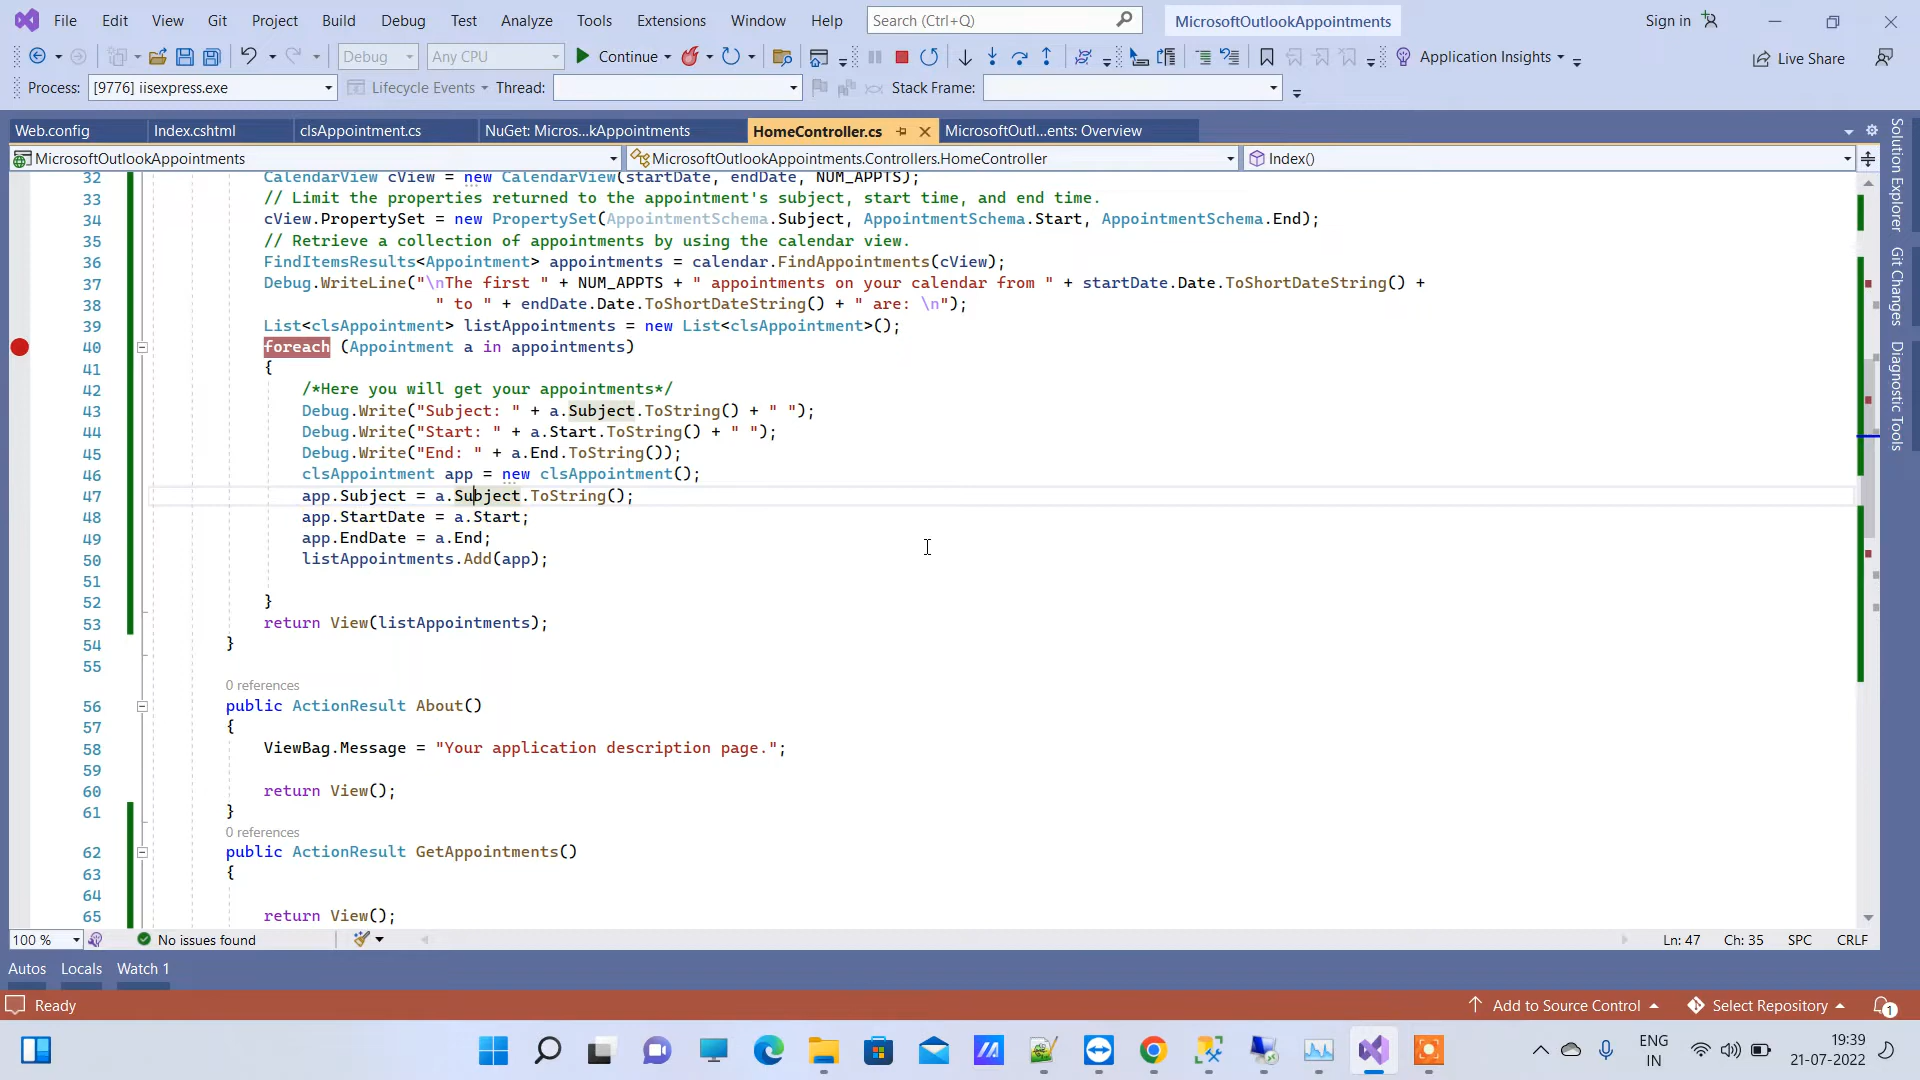 File Edit View Git Project Build Debug Test Analyze Tools Extensions Window Help Search (Ctrl+Q) MicrosoftOutlookAppointments Sign in
Debug Any CPU Continue Application Insights Live Share
Process: [9776] iisexpress.exe Lifecycle Events Thread: Stack Frame:
Web.config Index.cshtml clsAppointment.cs NuGet: Micros...kAppointments HomeController.cs MicrosoftOutl...ents: Overview
MicrosoftOutlookAppointments MicrosoftOutlookAppointments.Controllers.HomeController Index()
32 CalendarView cView = new CalendarView(startDate, endDate, NUM_APPTS);
33 // Limit the properties returned to the appointment's subject, start time, and end time.
34 cView.PropertySet = new PropertySet(AppointmentSchema.Subject, AppointmentSchema.Start, AppointmentSchema.End);
35 // Retrieve a collection of appointments by using the calendar view.
36 FindItemsResults<Appointment> appointments = calendar.FindAppointments(cView);
37 Debug.WriteLine("\nThe first " + NUM_APPTS + " appointments on your calendar from " + startDate.Date.ToShortDateString() +
38 " to " + endDate.Date.ToShortDateString() + " are: \n");
39 List<clsAppointment> listAppointments = new List<clsAppointment>();
40 foreach (Appointment a in appointments)
41 {
42 /*Here you will get your appointments*/
43 Debug.Write("Subject: " + a.Subject.ToString() + " ");
44 Debug.Write("Start: " + a.Start.ToString() + " ");
45 Debug.Write("End: " + a.End.ToString());
46 clsAppointment app = new clsAppointment();
47 app.Subject = a.Subject.ToString();
48 app.StartDate = a.Start;
49 app.EndDate = a.End;
50 listAppointments.Add(app);
51
52 }
53 return View(listAppointments);
54 }
55
0 references
56 public ActionResult About()
57 {
58 ViewBag.Message = "Your application description page.";
59
60 return View();
61 }
0 references
62 public ActionResult GetAppointments()
63 {
64
65 return View();
Solution Explorer
Git Changes
Diagnostic Tools
100 % No issues found Ln: 47 Ch: 35 SPC CRLF
Autos Locals Watch 1
Ready Add to Source Control Select Repository 1
ENG 19:39
IN 21-07-2022